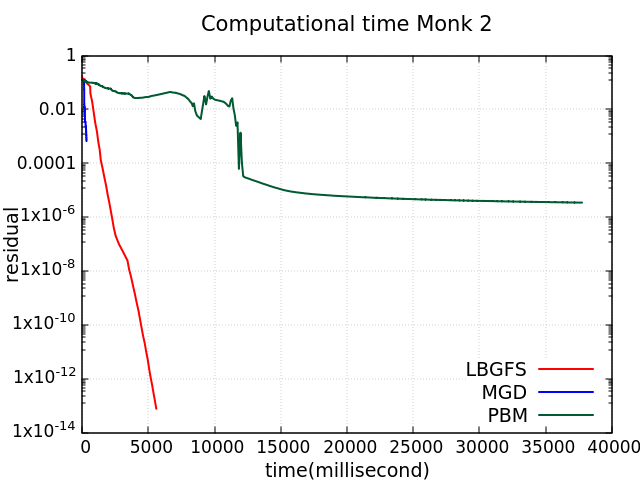 Computational time Monk 2
1
0.01
0.0001
1x10-6
1x10-8
1x10-10
1x10-12
1x10-14
residual
LBGFS
MGD
PBM
0 5000 10000 15000 20000 25000 30000 35000 40000
time(millisecond)